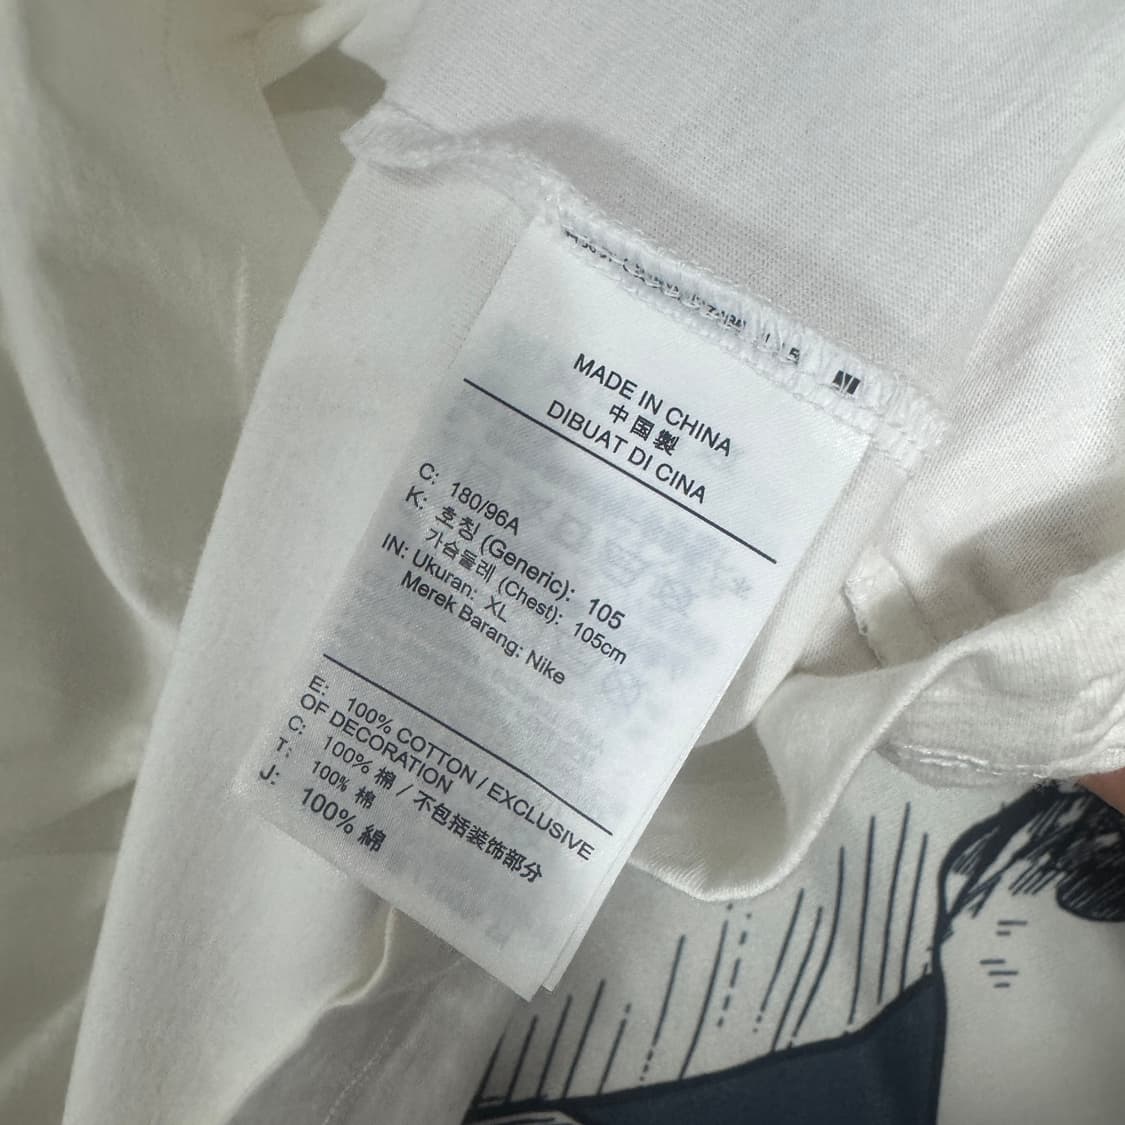 MADE IN CHINA
中国製
DIBUAT DI CINA
C: 180/96A
K: 호칭 (Generic): 105
가슴둘레 (Chest): 105cm
IN: Ukuran: XL
Merek Barang: Nike
E: 100% COTTON / EXCLUSIVE
OF DECORATION
C: 100% 棉 / 不包括装饰部分
T: 100% 棉
J: 100% 綿